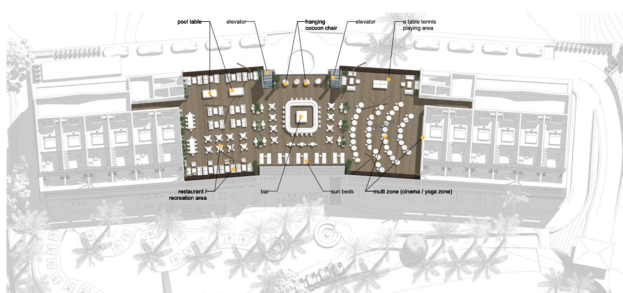 pool table
elevator
hanging
cocoon chair
elevator
a table tennis
playing area
restaurant /
recreation area
bar
sun beds
multi zone (cinema / yoga zone)